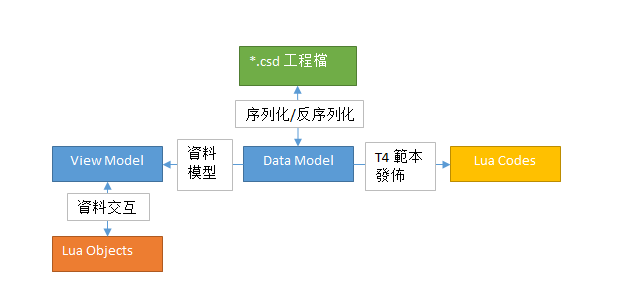 *.csd 工程檔
序列化/反序列化
View Model
資料
模型
Data Model
T4 範本
發佈
Lua Codes
資料交互
Lua Objects